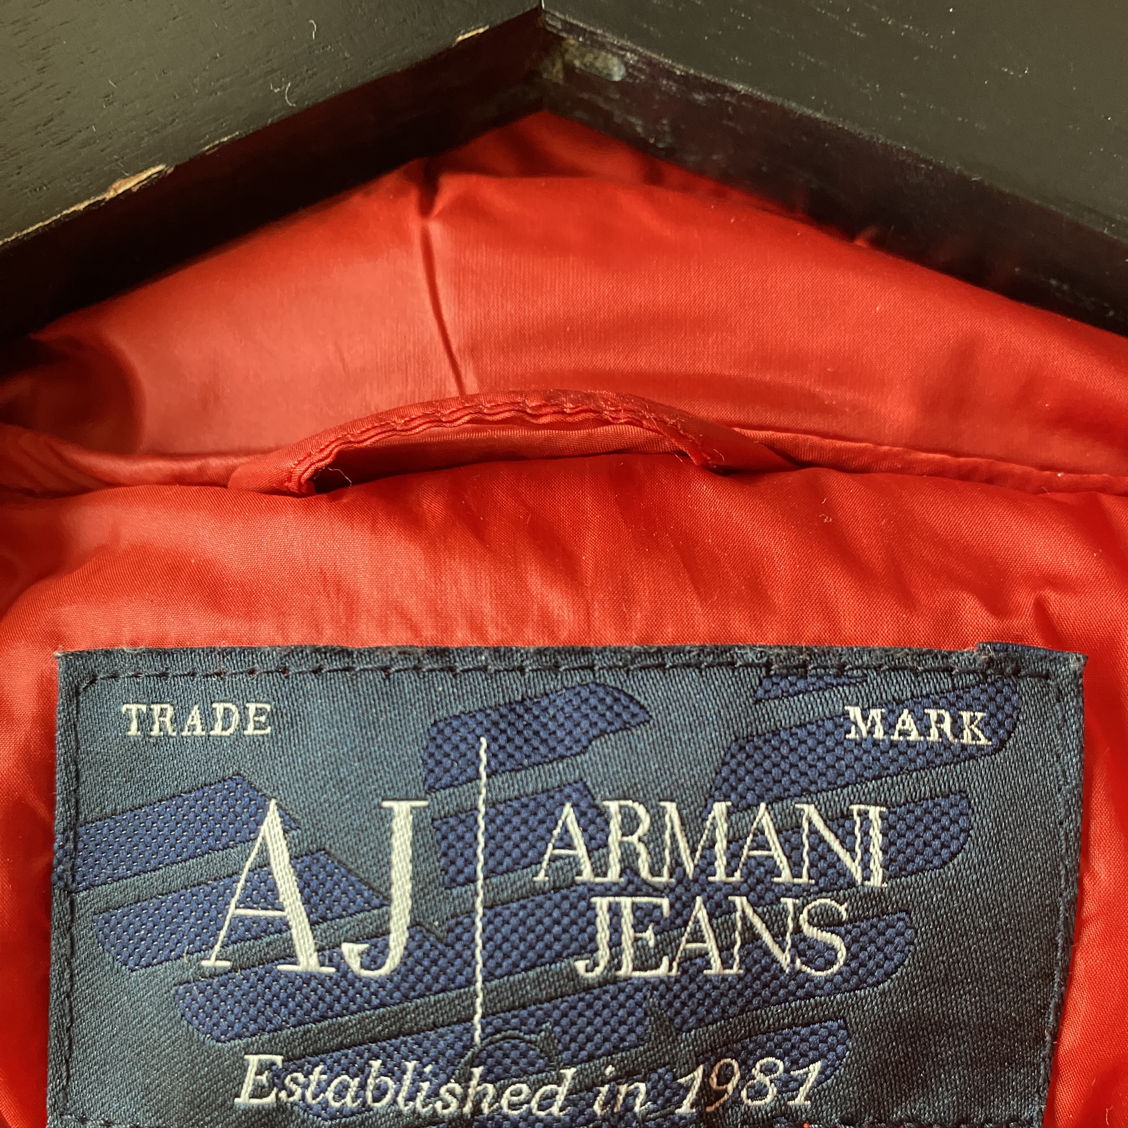 TRADE MARK
AJ ARMANI
JEANS
Established in 1981